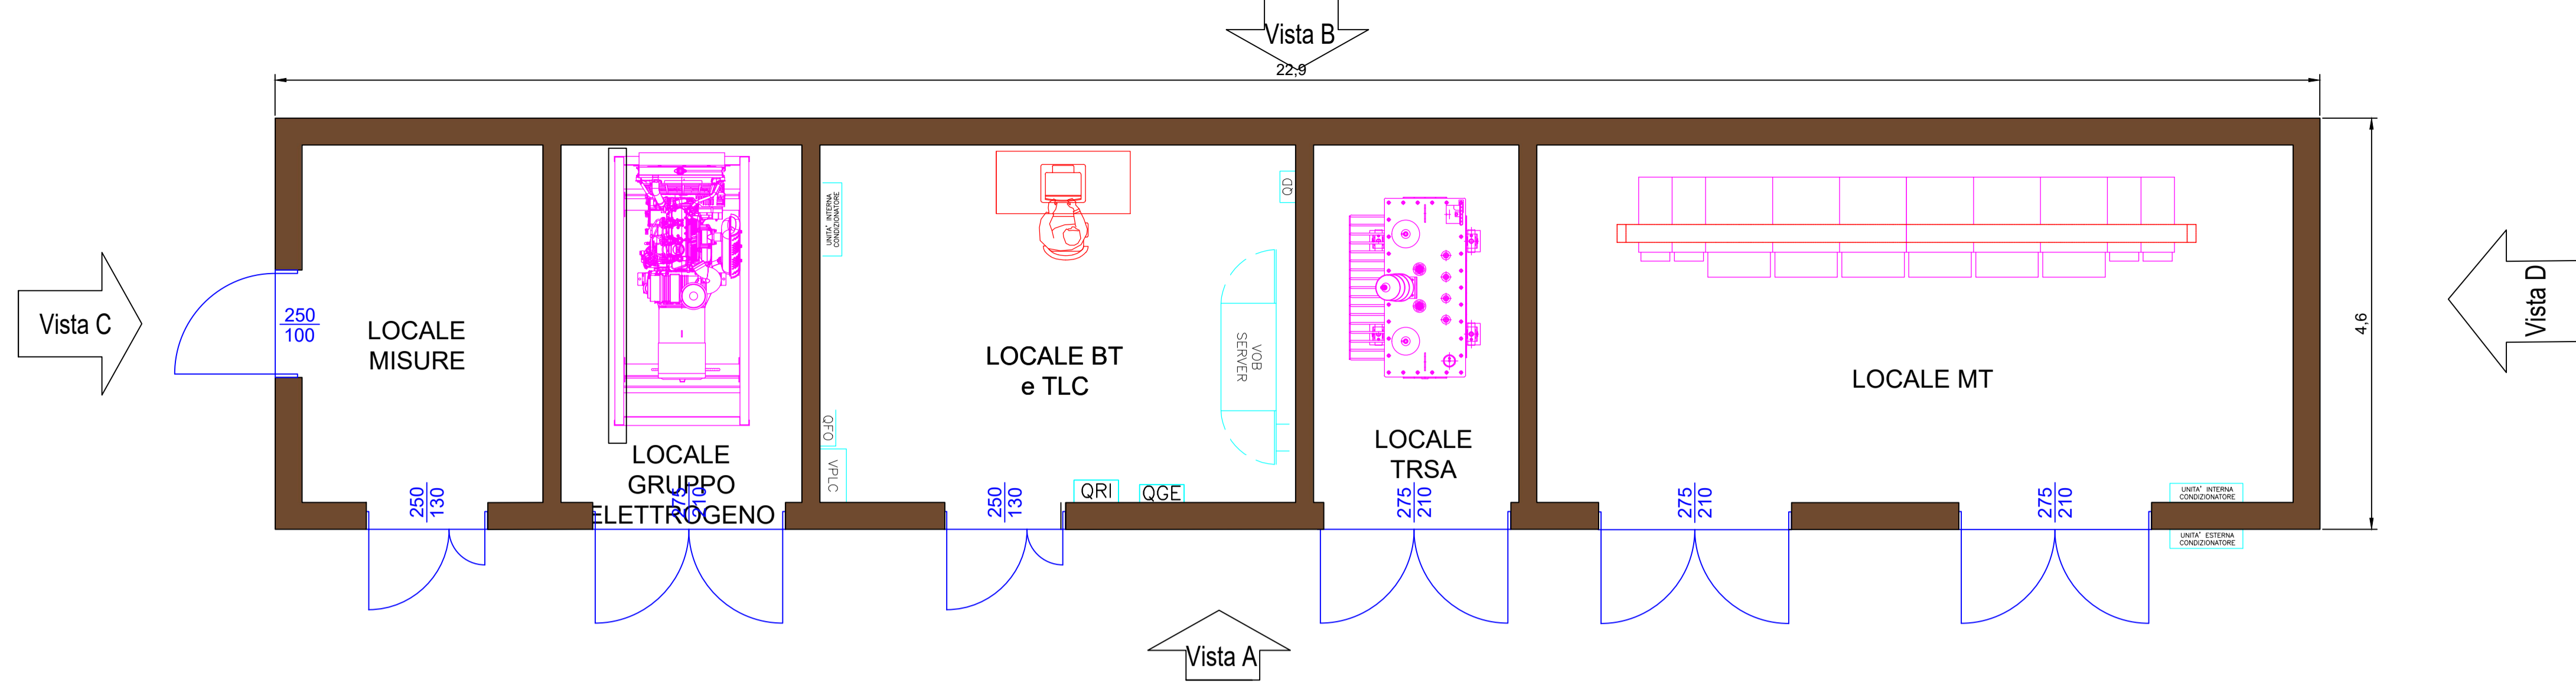 Vista B
22,9
Vista C
250
100
LOCALE
MISURE
250
130
LOCALE
GRUPPO
ELETTROGENO
275
210
UNITA' INTERNA
CONDIZIONATORE
QFO
VPLC
LOCALE BT
e TLC
250
130
QRI
QGE
QD
VOB
SERVER
LOCALE
TRSA
275
210
LOCALE MT
275
210
275
210
UNITA' INTERNA
CONDIZIONATORE
UNITA' ESTERNA
CONDIZIONATORE
4,6
Vista D
Vista A